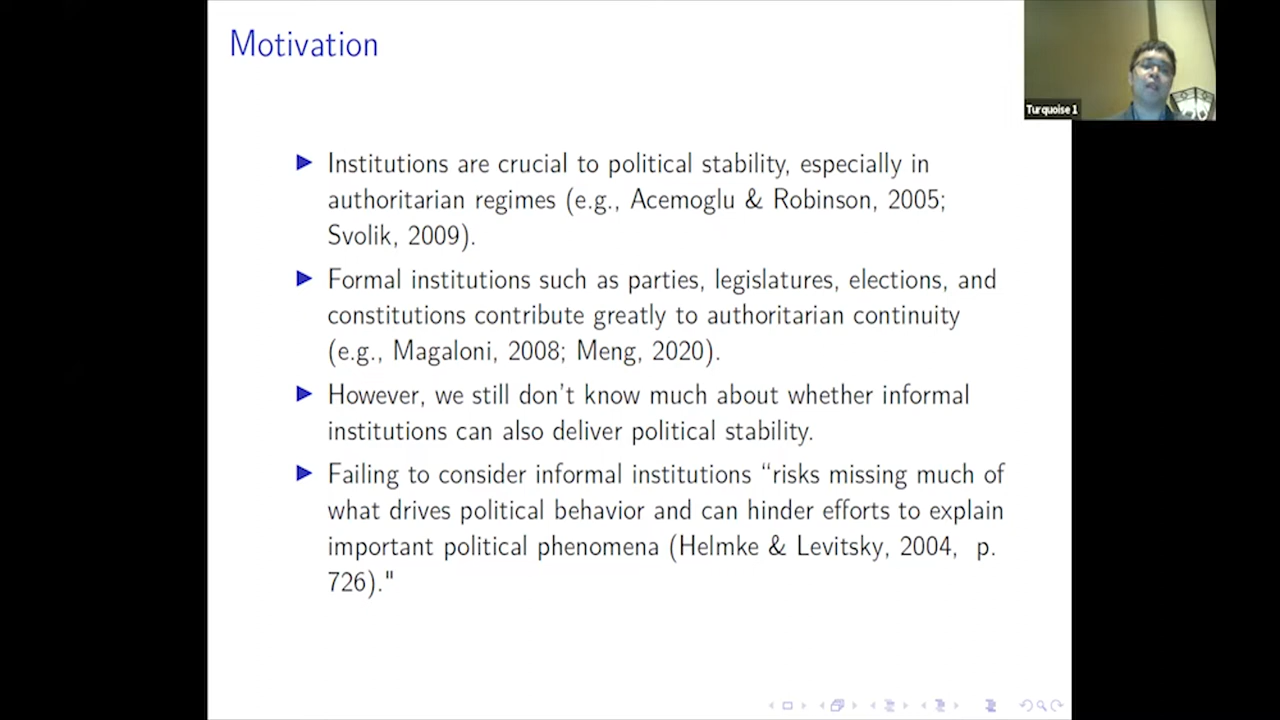 Motivation
Turquoise 1
Institutions are crucial to political stability, especially in
authoritarian regimes (e.g., Acemoglu & Robinson, 2005;
Svolik, 2009).
Formal institutions such as parties, legislatures, elections, and
constitutions contribute greatly to authoritarian continuity
(e.g., Magaloni, 2008; Meng, 2020).
However, we still don't know much about whether informal
institutions can also deliver political stability.
Failing to consider informal institutions “risks missing much of
what drives political behavior and can hinder efforts to explain
important political phenomena (Helmke & Levitsky, 2004, p.
726)."